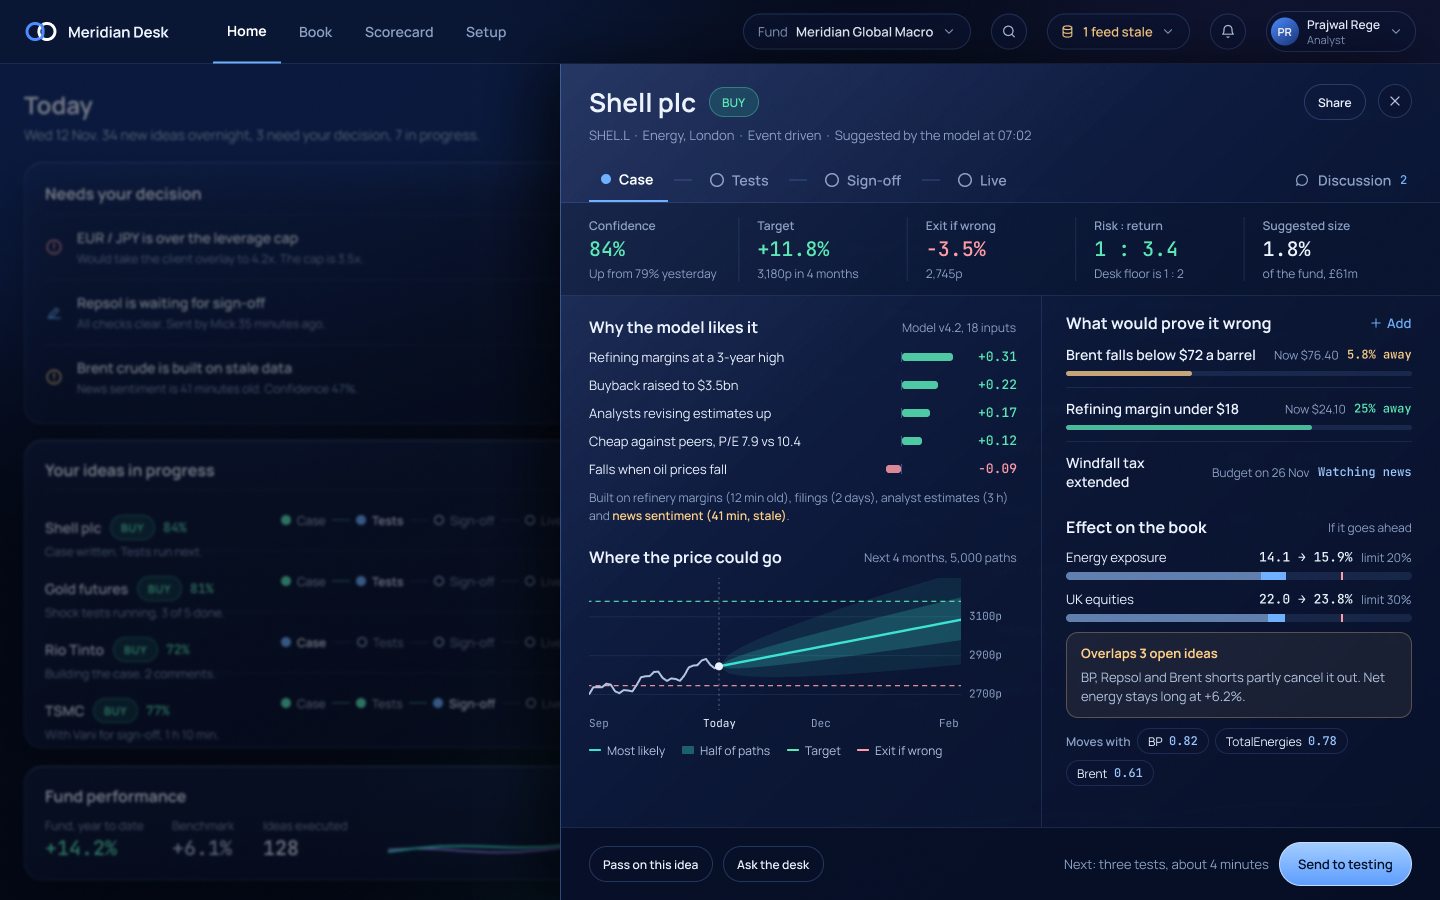 Meridian Desk
Home
Book
Scorecard
Setup
Fund Meridian Global Macro
1 feed stale
PR
Prajwal Rege
Analyst
Today
Wed 12 Nov. 34 new ideas overnight, 3 need your decision, 7 in progress.
Needs your decision
EUR / JPY is over the leverage cap
Would take the client overlay to 4.2x. The cap is 3.5x.
Repsol is waiting for sign-off
All checks clear. Sent by Mick 35 minutes ago.
Brent crude is built on stale data
News sentiment is 41 minutes old. Confidence 47%.
Your ideas in progress
Shell plc BUY 84% Case Tests Sign-off Live
Case written. Tests run next.
Gold futures BUY 81% Case Tests Sign-off
Shock tests running. 3 of 5 done.
Rio Tinto BUY 72% Case Tests Sign-off
Building the case. 2 comments.
TSMC BUY 77% Case Tests Sign-off
With Vani for sign-off, 1 h 10 min.
Fund performance
Fund, year to date Benchmark Ideas executed
+14.2% +6.1% 128
Shell plc BUY
Share
SHEL.L · Energy, London · Event driven · Suggested by the model at 07:02
Case Tests Sign-off Live
Discussion 2
Confidence
84%
Up from 79% yesterday
Target
+11.8%
3,180p in 4 months
Exit if wrong
-3.5%
2,745p
Risk : return
1 : 3.4
Desk floor is 1 : 2
Suggested size
1.8%
of the fund, £61m
Why the model likes it
Model v4.2, 18 inputs
Refining margins at a 3-year high +0.31
Buyback raised to $3.5bn +0.22
Analysts revising estimates up +0.17
Cheap against peers, P/E 7.9 vs 10.4 +0.12
Falls when oil prices fall -0.09
Built on refinery margins (12 min old), filings (2 days), analyst estimates (3 h)
and news sentiment (41 min, stale).
Where the price could go
Next 4 months, 5,000 paths
3100p
2900p
2700p
Sep Today Dec Feb
Most likely Half of paths Target Exit if wrong
What would prove it wrong
+ Add
Brent falls below $72 a barrel Now $76.40 5.8% away
Refining margin under $18 Now $24.10 25% away
Windfall tax
extended
Budget on 26 Nov Watching news
Effect on the book
If it goes ahead
Energy exposure 14.1 → 15.9% limit 20%
UK equities 22.0 → 23.8% limit 30%
Overlaps 3 open ideas
BP, Repsol and Brent shorts partly cancel it out. Net
energy stays long at +6.2%.
Moves with BP 0.82 TotalEnergies 0.78
Brent 0.61
Pass on this idea
Ask the desk
Next: three tests, about 4 minutes
Send to testing